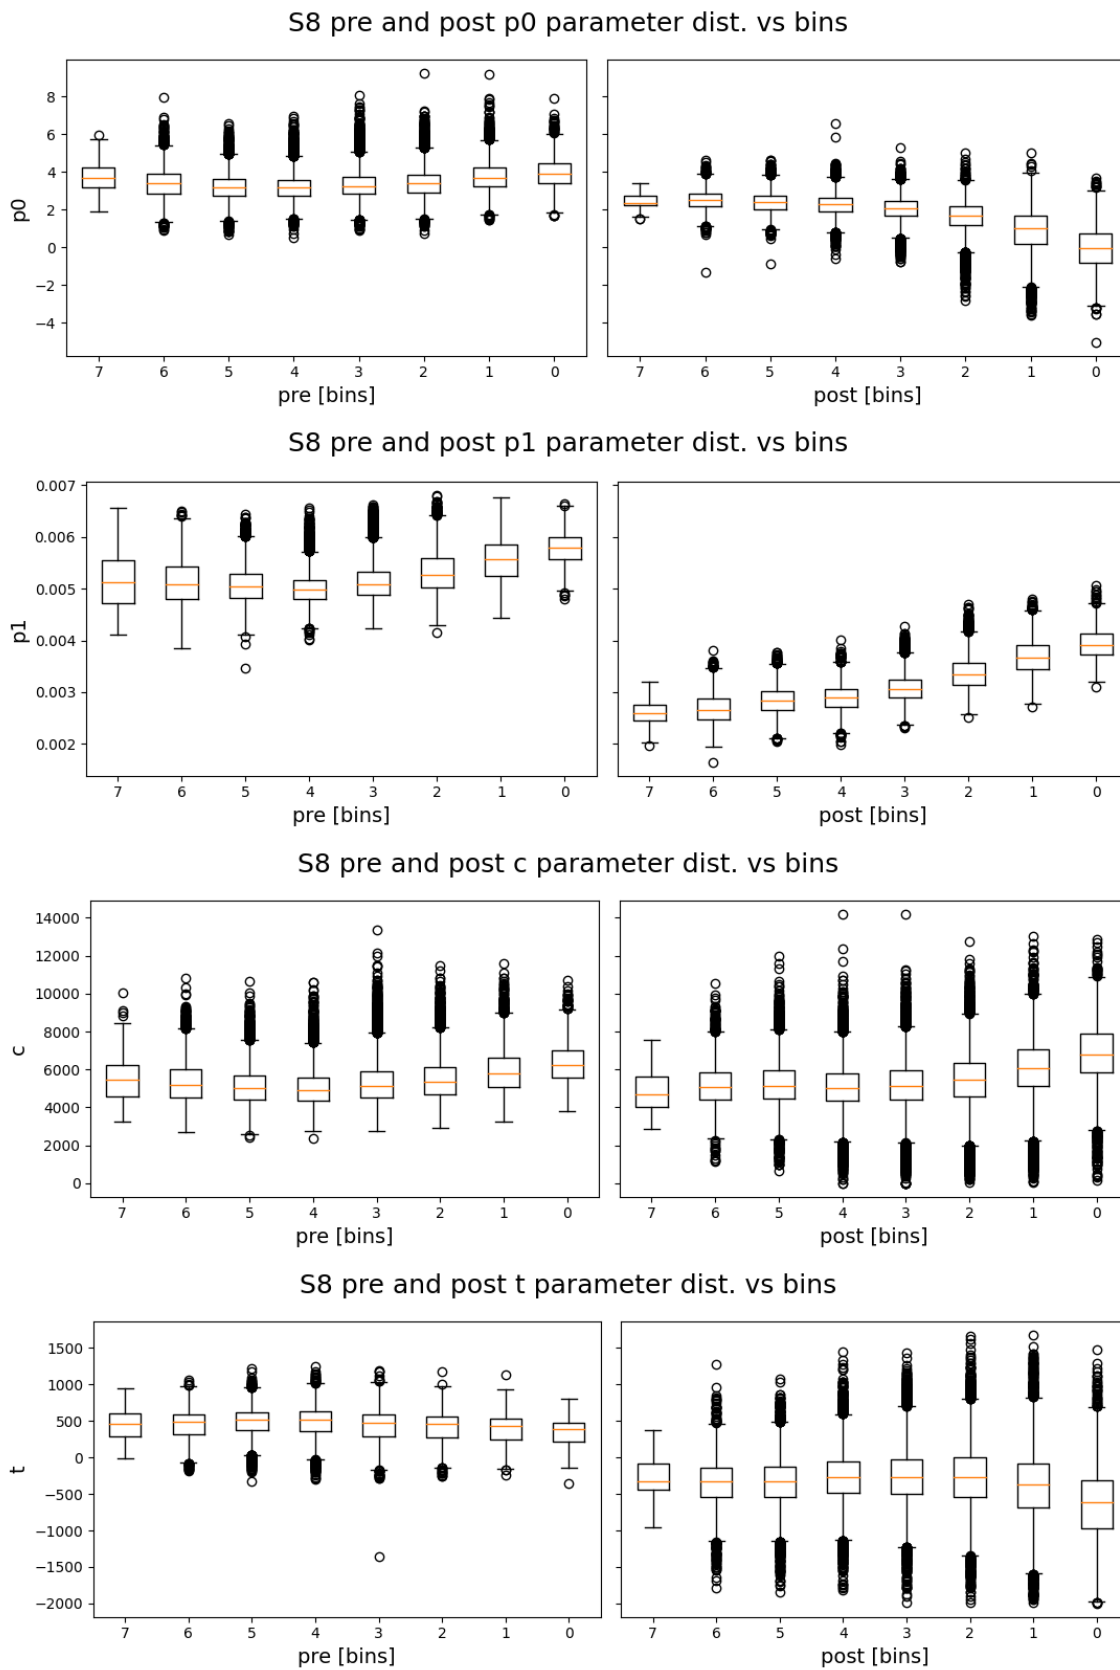 S8 pre and post p0 parameter dist. vs bins
8
6
4
2
0
−2
−4
p0
7 6 5 4 3 2 1 0
7 6 5 4 3 2 1 0
pre [bins]
post [bins]
S8 pre and post p1 parameter dist. vs bins
0.007
0.006
0.005
0.004
0.003
0.002
p1
7 6 5 4 3 2 1 0
7 6 5 4 3 2 1 0
pre [bins]
post [bins]
S8 pre and post c parameter dist. vs bins
14000
12000
10000
8000
6000
4000
2000
0
c
7 6 5 4 3 2 1 0
7 6 5 4 3 2 1 0
pre [bins]
post [bins]
S8 pre and post t parameter dist. vs bins
1500
1000
500
0
−500
−1000
−1500
−2000
t
7 6 5 4 3 2 1 0
7 6 5 4 3 2 1 0
pre [bins]
post [bins]